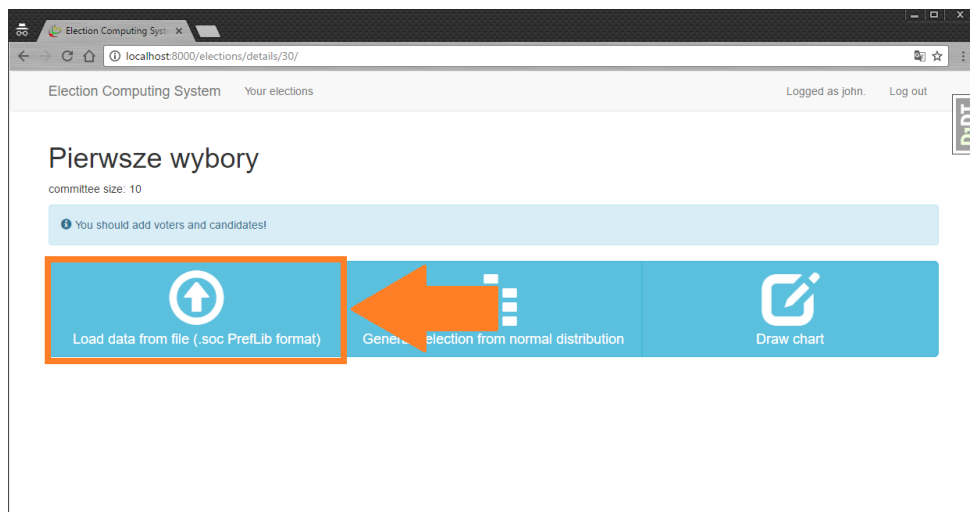 Election Computing Syst
localhost:8000/elections/details/30/
Election Computing System Your elections Logged as john. Log out
DjDT
Pierwsze wybory
committee size: 10
You should add voters and candidates!
Load data from file (.soc PrefLib format) election from normal distribution Draw chart